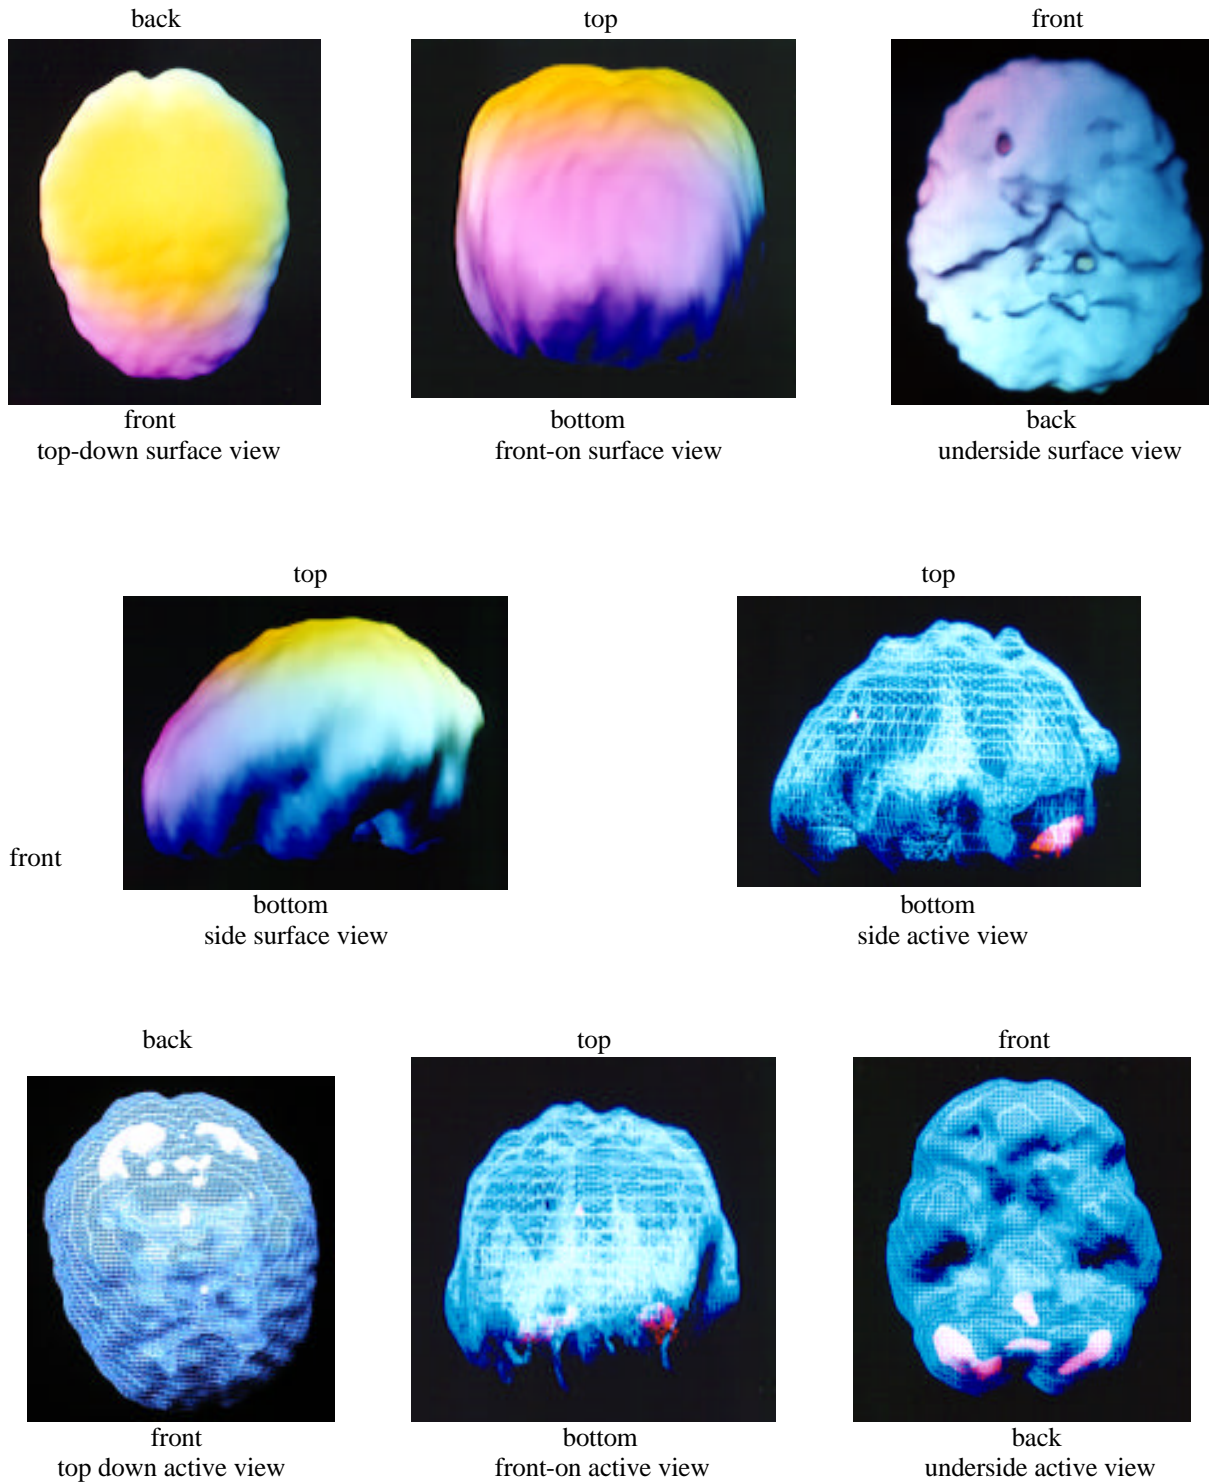 back
top
front
front
top-down surface view
bottom
front-on surface view
back
underside surface view
top
top
front
bottom
side surface view
bottom
side active view
back
top
front
front
top down active view
bottom
front-on active view
back
underside active view